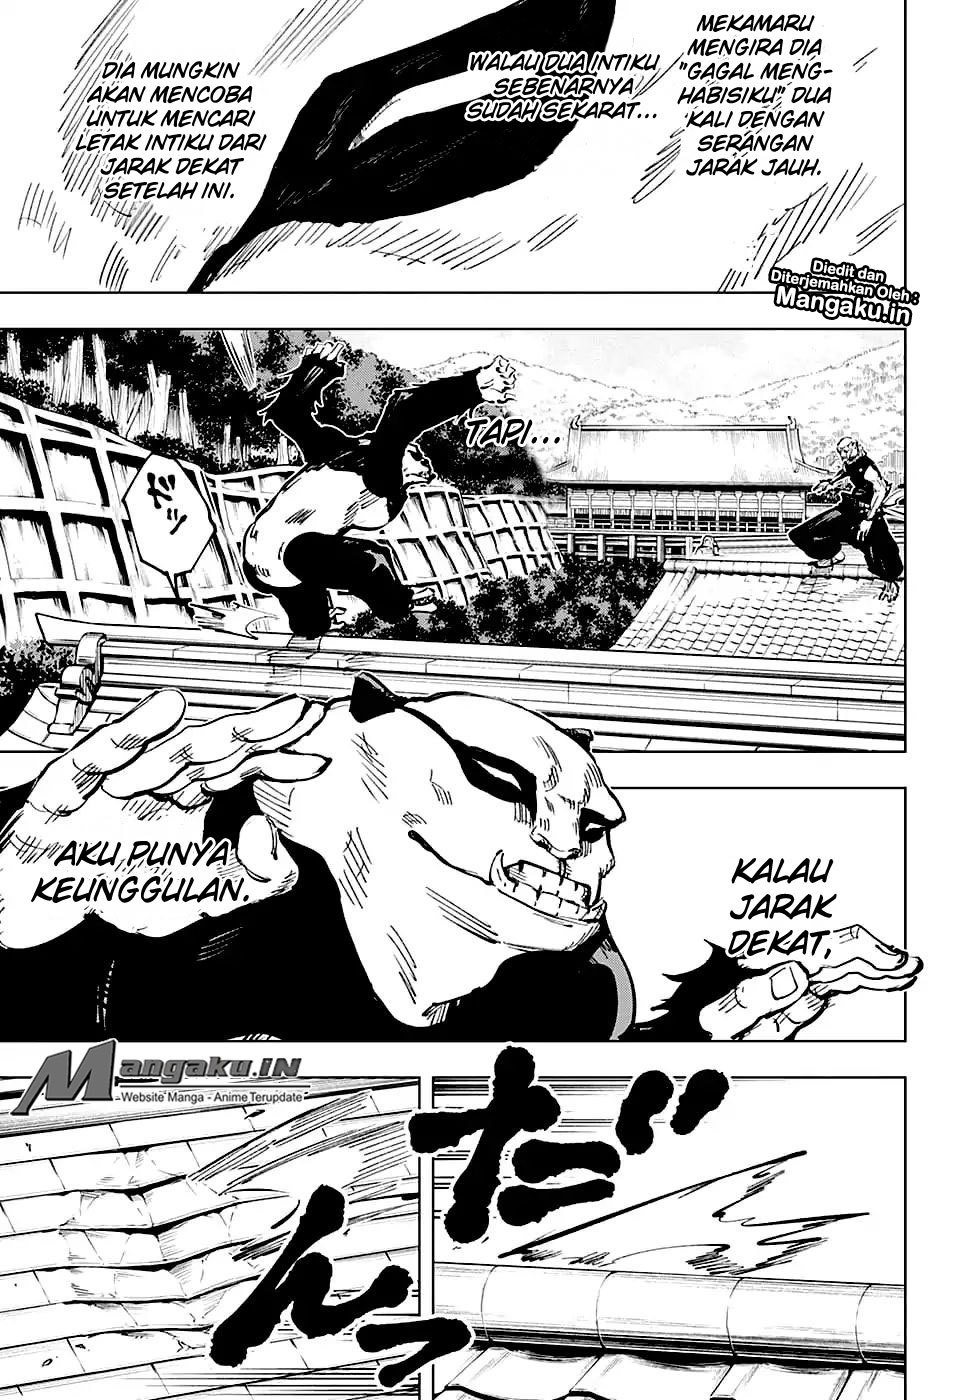 MEKAMARU
MENGIRA DIA
"GAGAL MENG-
HABISIKU" DUA
KALI DENGAN
SERANGAN
JARAK JAUH.
WALAU DUA INTIKU
SEBENARNYA
SUDAH SEKARAT...
DIA MUNGKIN
AKAN MENCOBA
UNTUK MENCARI
LETAK INTIKU DARI
JARAK DEKAT
SETELAH INI.
Diedit dan
Diterjemahkan Oleh :
Mangaku.in
TAPI...
ドッ
KALAU
JARAK
DEKAT,
AKU PUNYA
KEUNGGULAN.
Mangaku.iN
Website Manga - Anime Terupdate
だ
んっ